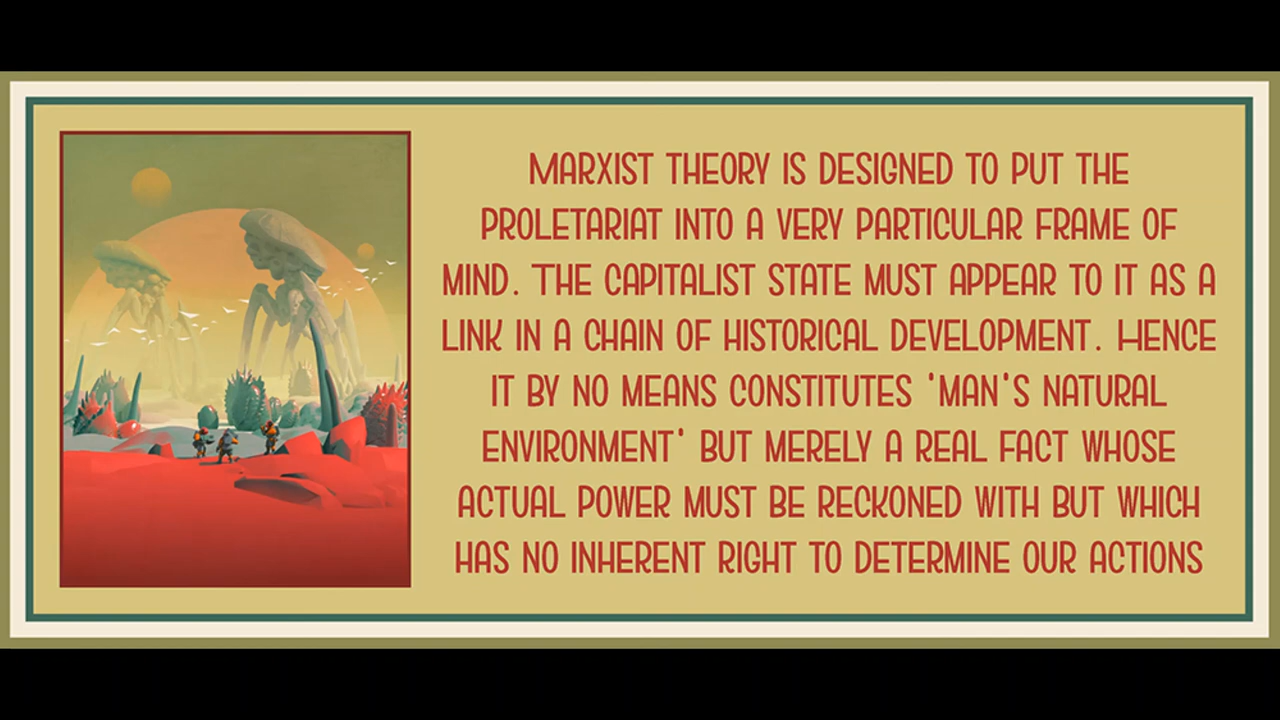 MARXIST THEORY IS DESIGNED TO PUT THE
PROLETARIAT INTO A VERY PARTICULAR FRAME OF
MIND. THE CAPITALIST STATE MUST APPEAR TO IT AS A
LINK IN A CHAIN OF HISTORICAL DEVELOPMENT. HENCE
IT BY NO MEANS CONSTITUTES 'MAN'S NATURAL
ENVIRONMENT' BUT MERELY A REAL FACT WHOSE
ACTUAL POWER MUST BE RECKONED WITH BUT WHICH
HAS NO INHERENT RIGHT TO DETERMINE OUR ACTIONS